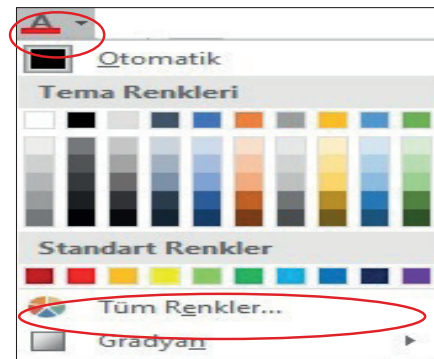 A
Otomatik
Tema Renkleri
Standart Renkler
Tüm Renkler...
Gradyan